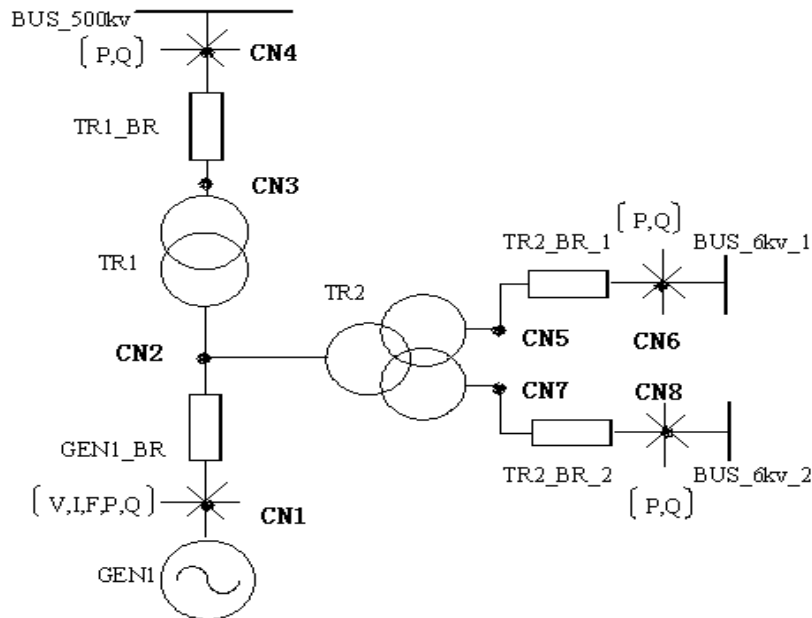 BUS_500kv
[P,Q] CN4
TR1_BR
CN3
TR1
CN2
GEN1_BR
[V,I,F,P,Q] CN1
GEN1
TR2
[P,Q]
TR2_BR_1 BUS_6kv_1
CN5 CN6
CN7 CN8
TR2_BR_2 BUS_6kv_2
[P,Q]